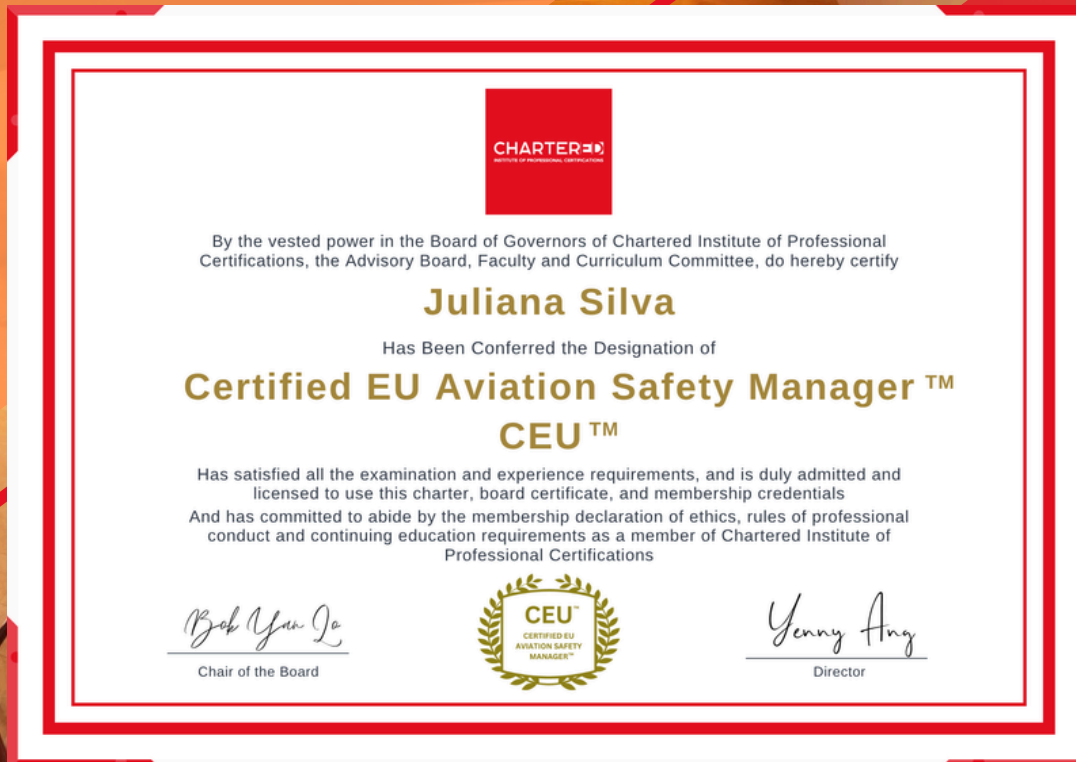 CHARTERED
INSTITUTE OF PROFESSIONAL CERTIFICATIONS
By the vested power in the Board of Governors of Chartered Institute of Professional
Certifications, the Advisory Board, Faculty and Curriculum Committee, do hereby certify
Juliana Silva
Has Been Conferred the Designation of
Certified EU Aviation Safety Manager ™
CEU ™
Has satisfied all the examination and experience requirements, and is duly admitted and
licensed to use this charter, board certificate, and membership credentials
And has committed to abide by the membership declaration of ethics, rules of professional
conduct and continuing education requirements as a member of Chartered Institute of
Professional Certifications
Bok Yan Lo
Chair of the Board
CEU™
CERTIFIED EU
AVIATION SAFETY
MANAGER™
Yenny Ang
Director